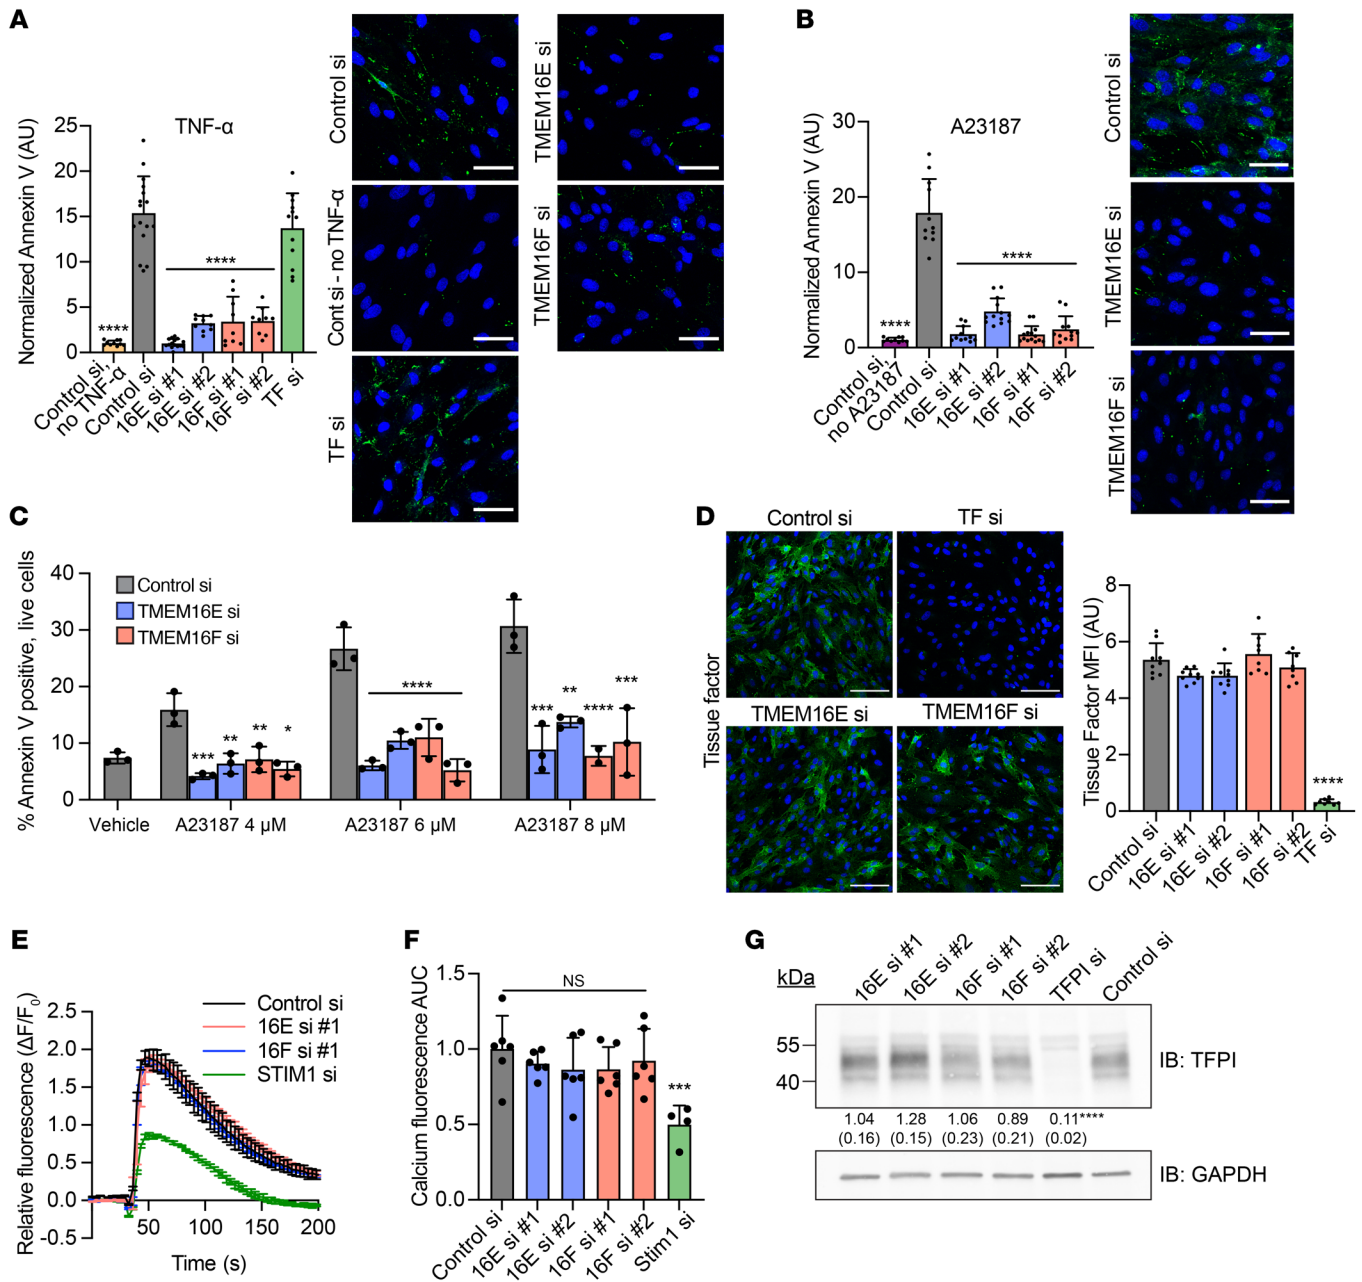 A
TNF-α
Normalized Annexin V (AU)
25
20
15
10
5
0
****
****
Control si,
no TNF-α
Control si
16E si #1
16E si #2
16F si #1
16F si #2
TF si
Control si
Cont si - no TNF-α
TF si
TMEM16E si
TMEM16F si
B
A23187
Normalized Annexin V (AU)
30
20
10
0
****
****
Control si,
no A23187
Control si
16E si #1
16E si #2
16F si #1
16F si #2
Control si
TMEM16E si
TMEM16F si
C
% Annexin V positive, live cells
40
30
20
10
0
Control si
TMEM16E si
TMEM16F si
***
**
**
*
****
***
**
****
***
Vehicle
A23187 4 μM
A23187 6 μM
A23187 8 μM
D
Tissue factor
Control si
TF si
TMEM16E si
TMEM16F si
Tissue Factor MFI (AU)
8
6
4
2
0
****
Control si
16E si #1
16E si #2
16F si #1
16F si #2
TF si
E
Relative fluorescence (ΔF/F0)
2.5
2.0
1.5
1.0
0.5
0.0
-0.5
Control si
16E si #1
16F si #1
STIM1 si
50
100
150
200
Time (s)
F
Calcium fluorescence AUC
1.5
1.0
0.5
0.0
NS
***
Control si
16E si #1
16E si #2
16F si #1
16F si #2
Stim1 si
G
kDa
16E si #1
16E si #2
16F si #1
16F si #2
TFPI si
Control si
55
40
IB: TFPI
1.04 1.28 1.06 0.89 0.11****
(0.16) (0.15) (0.23) (0.21) (0.02)
IB: GAPDH